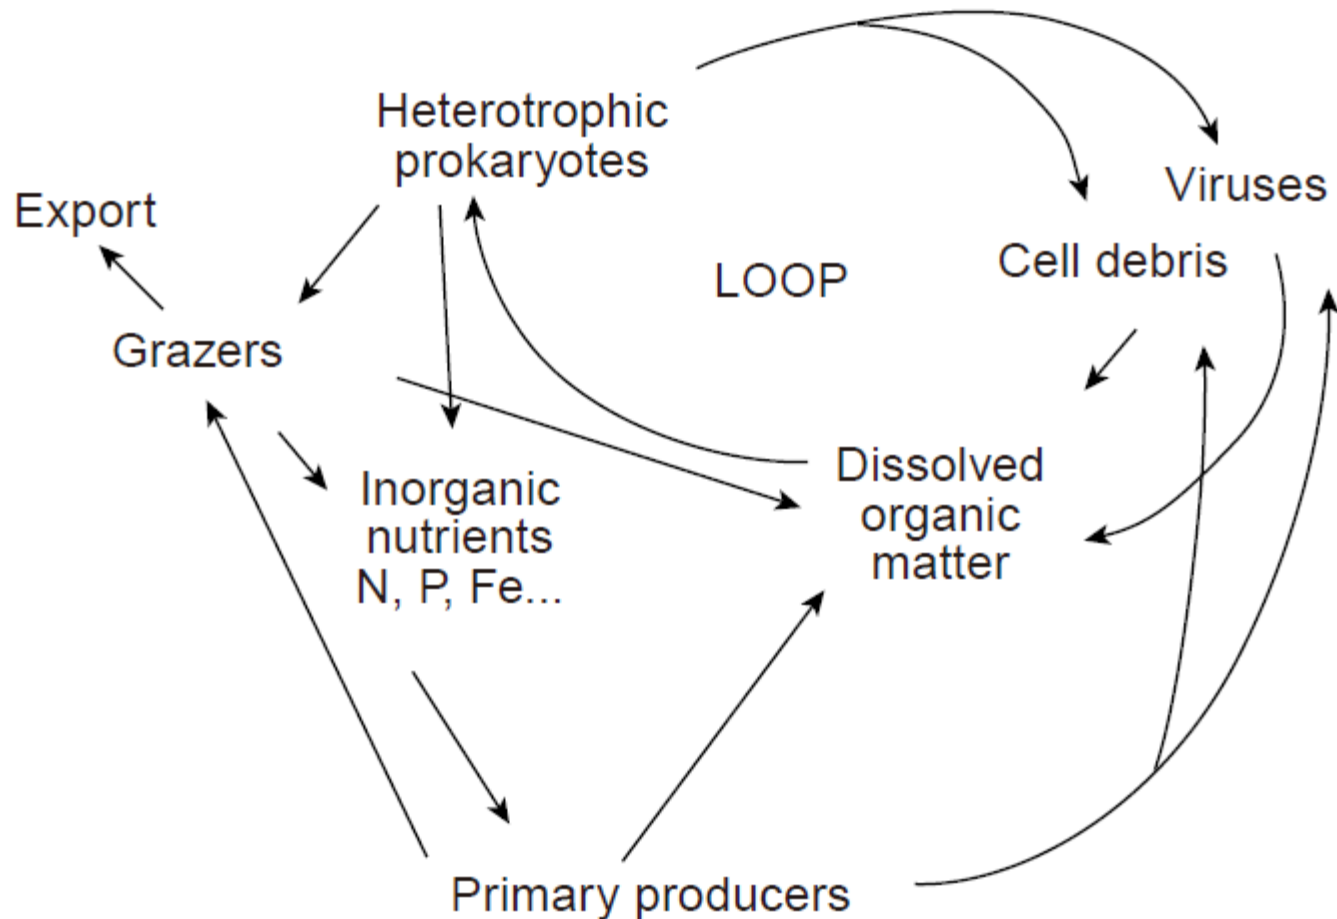 Heterotrophic
prokaryotes
Export
Viruses
Cell debris
LOOP
Grazers
Dissolved
organic
matter
Inorganic
nutrients
N, P, Fe...
Primary producers